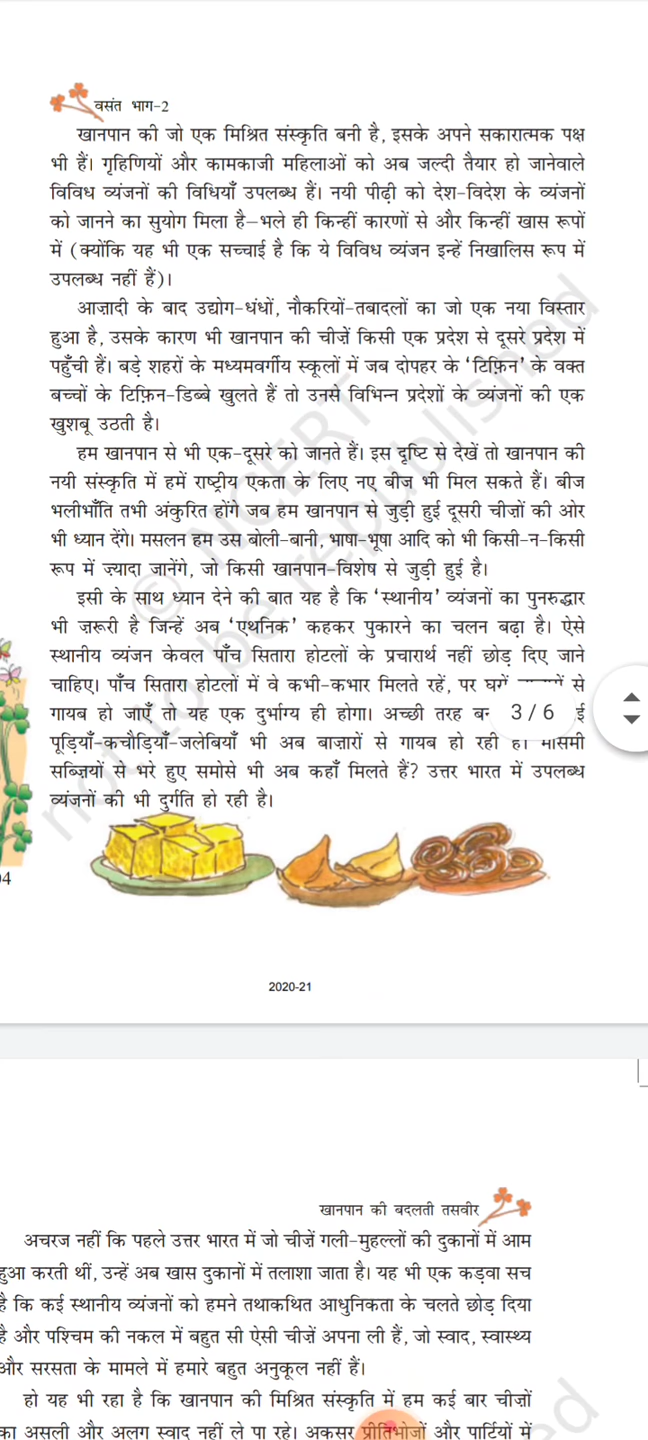 वसंत भाग-2
खानपान की जो एक मिश्रित संस्कृति बनी है, इसके अपने सकारात्मक पक्ष
भी हैं। गृहिणियों और कामकाजी महिलाओं को अब जल्दी तैयार हो जानेवाले
विविध व्यंजनों की विधियाँ उपलब्ध हैं। नयी पीढ़ी को देश-विदेश के व्यंजनों
को जानने का सुयोग मिला है—भले ही किन्हीं कारणों से और किन्हीं खास रूपों
में (क्योंकि यह भी एक सच्चाई है कि ये विविध व्यंजन इन्हें निखालिस रूप में
उपलब्ध नहीं हैं)।
आज़ादी के बाद उद्योग-धंधों, नौकरियों-तबादलों का जो एक नया विस्तार
हुआ है, उसके कारण भी खानपान की चीज़ें किसी एक प्रदेश से दूसरे प्रदेश में
पहुँची हैं। बड़े शहरों के मध्यमवर्गीय स्कूलों में जब दोपहर के ‘टिफ़िन’ के वक्त
बच्चों के टिफ़िन-डिब्बे खुलते हैं तो उनसे विभिन्न प्रदेशों के व्यंजनों की एक
खुशबू उठती है।
हम खानपान से भी एक-दूसरे को जानते हैं। इस दृष्टि से देखें तो खानपान की
नयी संस्कृति में हमें राष्ट्रीय एकता के लिए नए बीज भी मिल सकते हैं। बीज
भलीभाँति तभी अंकुरित होंगे जब हम खानपान से जुड़ी हुई दूसरी चीज़ों की ओर
भी ध्यान देंगे। मसलन हम उस बोली-बानी, भाषा-भूषा आदि को भी किसी-न-किसी
रूप में ज़्यादा जानेंगे, जो किसी खानपान-विशेष से जुड़ी हुई है।
इसी के साथ ध्यान देने की बात यह है कि ‘स्थानीय’ व्यंजनों का पुनरुद्धार
भी ज़रूरी है जिन्हें अब ‘एथनिक’ कहकर पुकारने का चलन बढ़ा है। ऐसे
स्थानीय व्यंजन केवल पाँच सितारा होटलों के प्रचारार्थ नहीं छोड़ दिए जाने
चाहिए। पाँच सितारा होटलों में वे कभी-कभार मिलते रहें, पर से
गायब हो जाएँ तो यह एक दुर्भाग्य ही होगा। अच्छी तरह 3 / 6
पूड़ियाँ-कचौड़ियाँ-जलेबियाँ भी अब बाज़ारों से गायब हो रही हैं। मौसमी
सब्ज़ियों से भरे हुए समोसे भी अब कहाँ मिलते हैं? उत्तर भारत में उपलब्ध
व्यंजनों की भी दुर्गति हो रही है।
04
© NCERT
not to be republished
2020-21
खानपान की बदलती तसवीर
अचरज नहीं कि पहले उत्तर भारत में जो चीज़ें गली-मुहल्लों की दुकानों में आम
हुआ करती थीं, उन्हें अब खास दुकानों में तलाशा जाता है। यह भी एक कड़वा सच
है कि कई स्थानीय व्यंजनों को हमने तथाकथित आधुनिकता के चलते छोड़ दिया
है और पश्चिम की नकल में बहुत सी ऐसी चीज़ें अपना ली हैं, जो स्वाद, स्वास्थ्य
और सरसता के मामले में हमारे बहुत अनुकूल नहीं हैं।
हो यह भी रहा है कि खानपान की मिश्रित संस्कृति में हम कई बार चीज़ों
का असली और अलग स्वाद नहीं ले पा रहे। अकसर प्रीतिभोजों और पार्टियों में